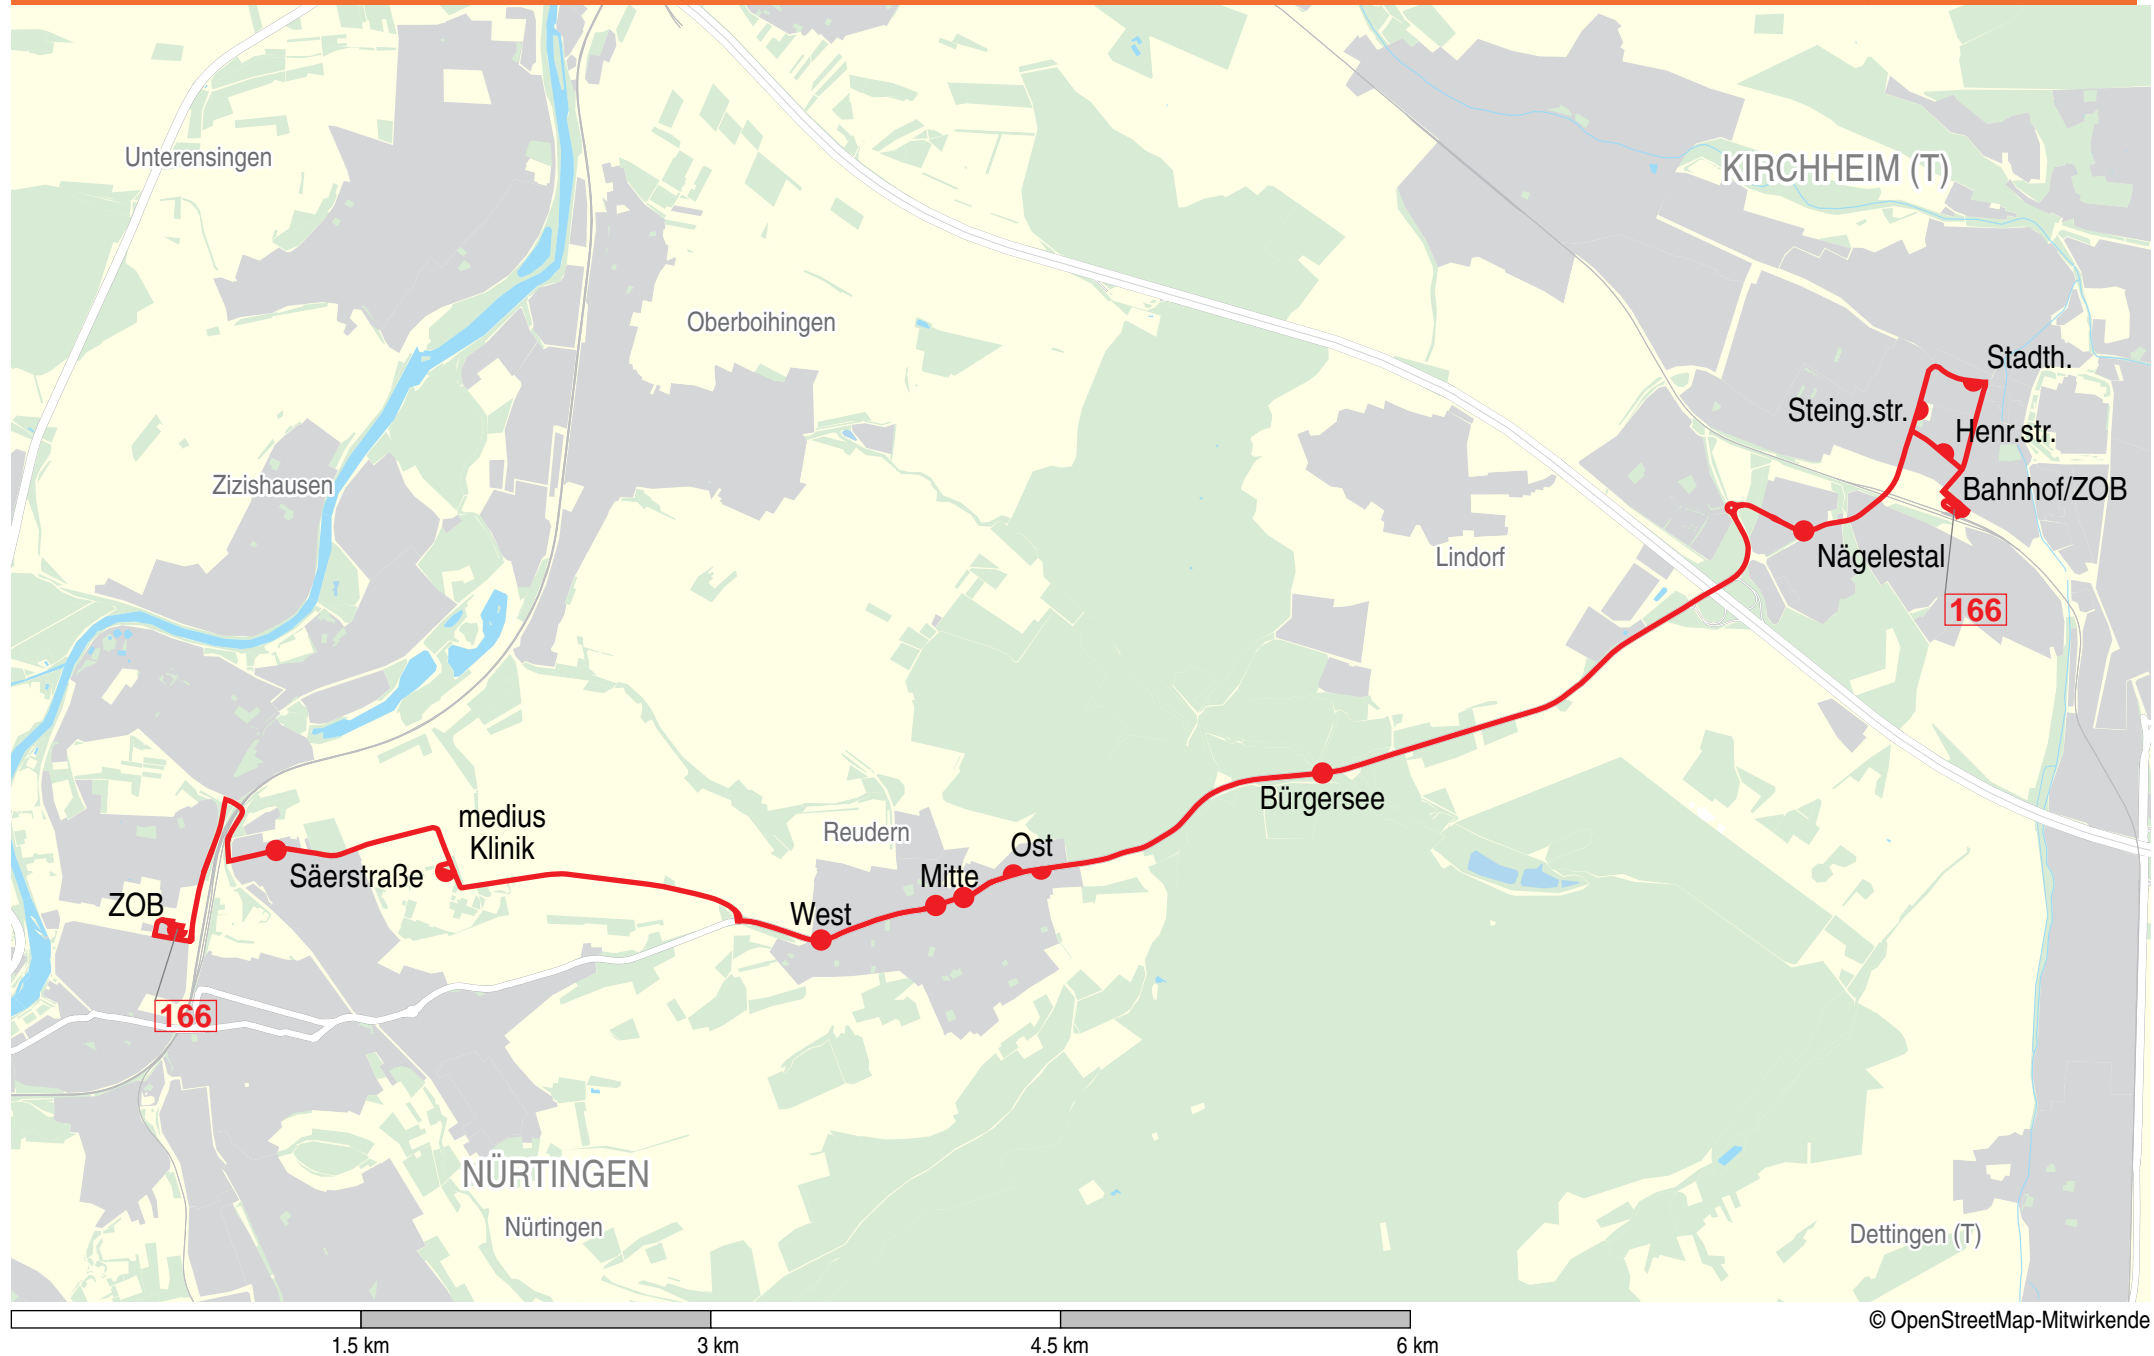 Unterensingen
KIRCHHEIM (T)
Oberboihingen
Stadth.
Steing.str.
Henr.str.
Zizishausen
Bahnhof/ZOB
Lindorf
Nägelestal
166
Bürgersee
medius
Klinik
Reudern
Ost
Säerstraße
Mitte
ZOB
West
166
NÜRTINGEN
Nürtingen
Dettingen (T)
© OpenStreetMap-Mitwirkende
1.5 km
3 km
4.5 km
6 km